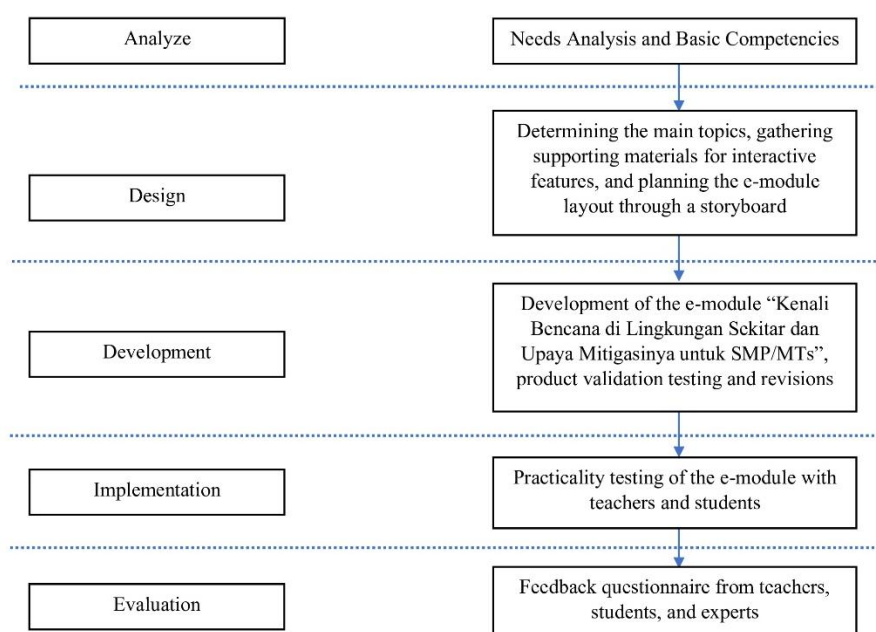 Analyze
Needs Analysis and Basic Competencies
Design
Determining the main topics, gathering
supporting materials for interactive
features, and planning the e-module
layout through a storyboard
Development
Development of the e-module “Kenali
Bencana di Lingkungan Sekitar dan
Upaya Mitigasinya untuk SMP/MTs”,
product validation testing and revisions
Implementation
Practicality testing of the e-module with
teachers and students
Evaluation
Feedback questionnaire from teachers,
students, and experts